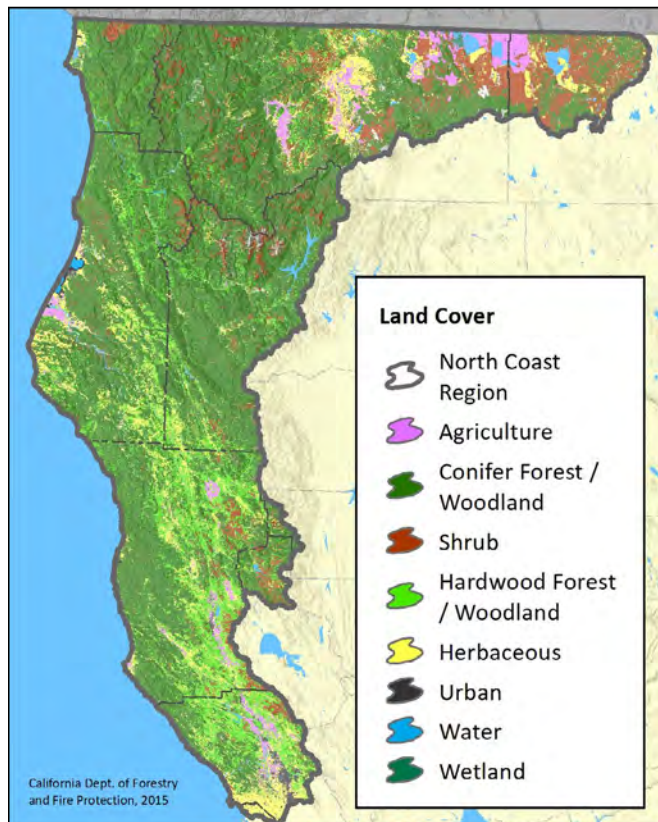 Land Cover
North Coast
Region
Agriculture
Conifer Forest /
Woodland
Shrub
Hardwood Forest
/ Woodland
Herbaceous
Urban
Water
Wetland
California Dept. of Forestry
and Fire Protection, 2015